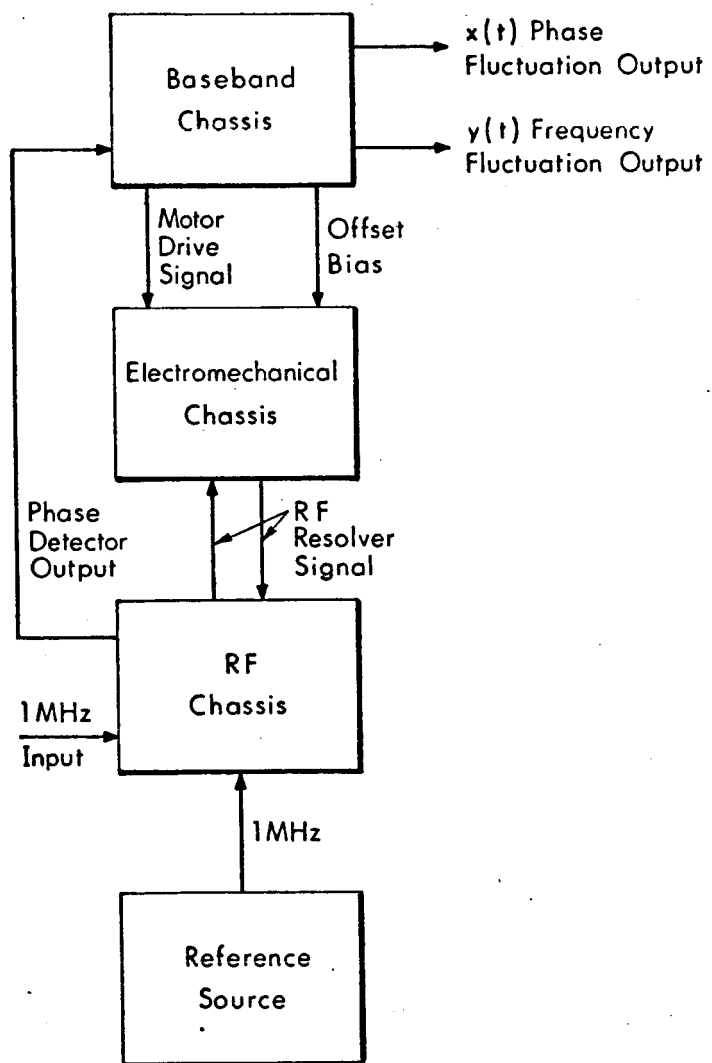 Baseband
Chassis
x(t) Phase
Fluctuation Output
y(t) Frequency
Fluctuation Output
Motor
Drive
Signal
Offset
Bias
Electromechanical
Chassis
Phase
Detector
Output
RF
Resolver
Signal
RF
Chassis
1MHz
Input
1MHz
Reference
Source